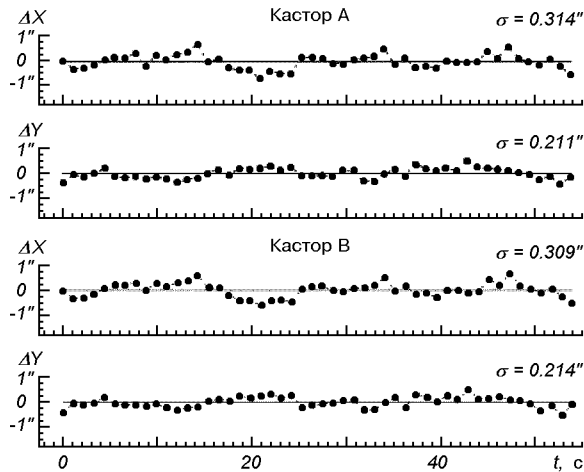 ΔX Кастор A σ = 0.314″
1″
0
-1″
ΔY σ = 0.211″
1″
0
-1″
ΔX Кастор B σ = 0.309″
1″
0
-1″
ΔY σ = 0.214″
1″
0
-1″
0 20 40 t, c